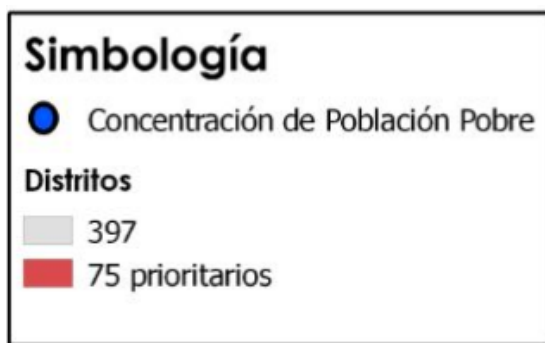 Simbología
Concentración de Población Pobre
Distritos
397
75 prioritarios